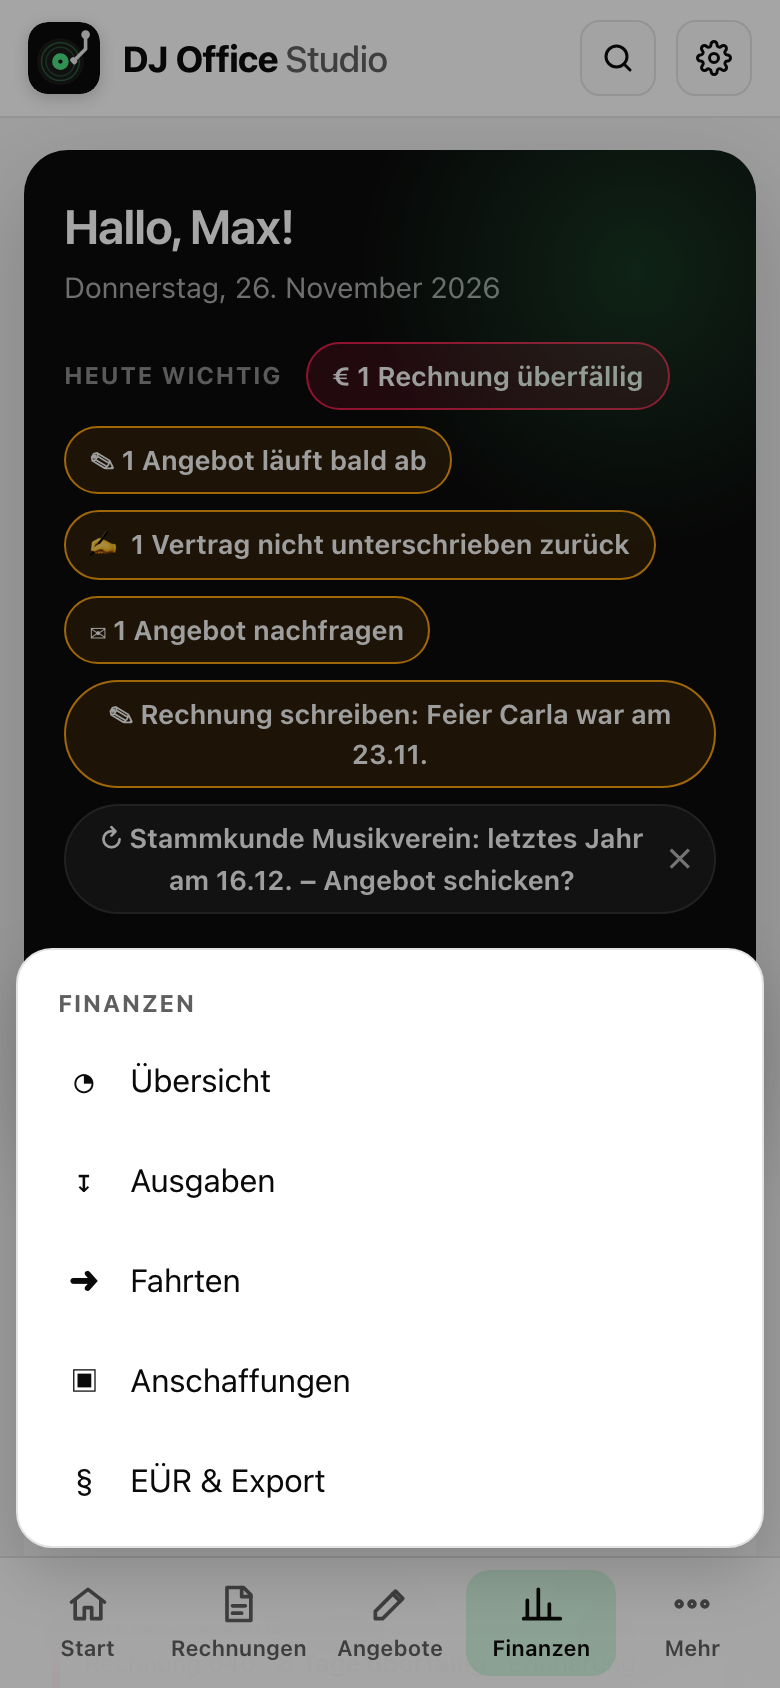 DJ Office Studio
Hallo, Max!
Donnerstag, 26. November 2026
HEUTE WICHTIG
€ 1 Rechnung überfällig
✎ 1 Angebot läuft bald ab
✍️ 1 Vertrag nicht unterschrieben zurück
✉ 1 Angebot nachfragen
✎ Rechnung schreiben: Feier Carla war am
23.11.
↻ Stammkunde Musikverein: letztes Jahr
am 16.12. – Angebot schicken?
FINANZEN
Übersicht
Ausgaben
Fahrten
Anschaffungen
§ EÜR & Export
Start
Rechnungen
Angebote
Finanzen
Mehr